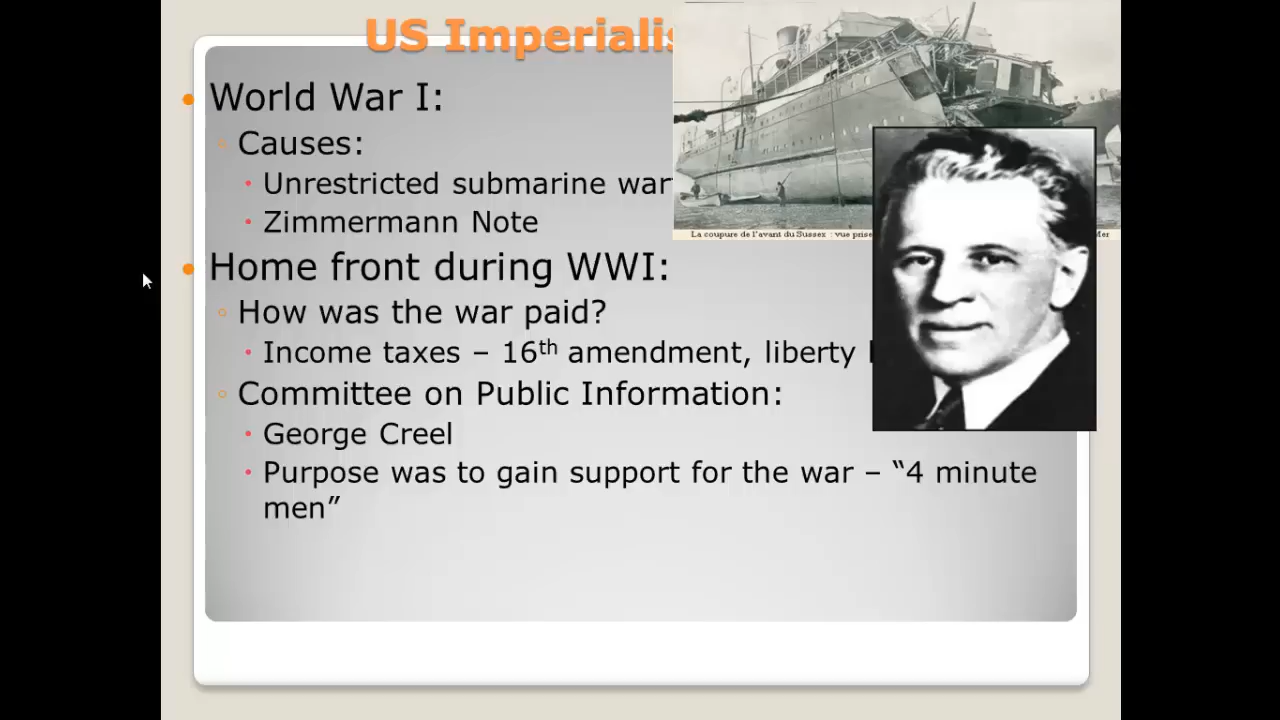 US Imperialis
World War I:
Causes:
Unrestricted submarine war
Zimmermann Note
La coupure de l'avant du Sussex : vue prise
Mer
Home front during WWI:
How was the war paid?
Income taxes – 16th amendment, liberty
Committee on Public Information:
George Creel
Purpose was to gain support for the war – “4 minute
men”